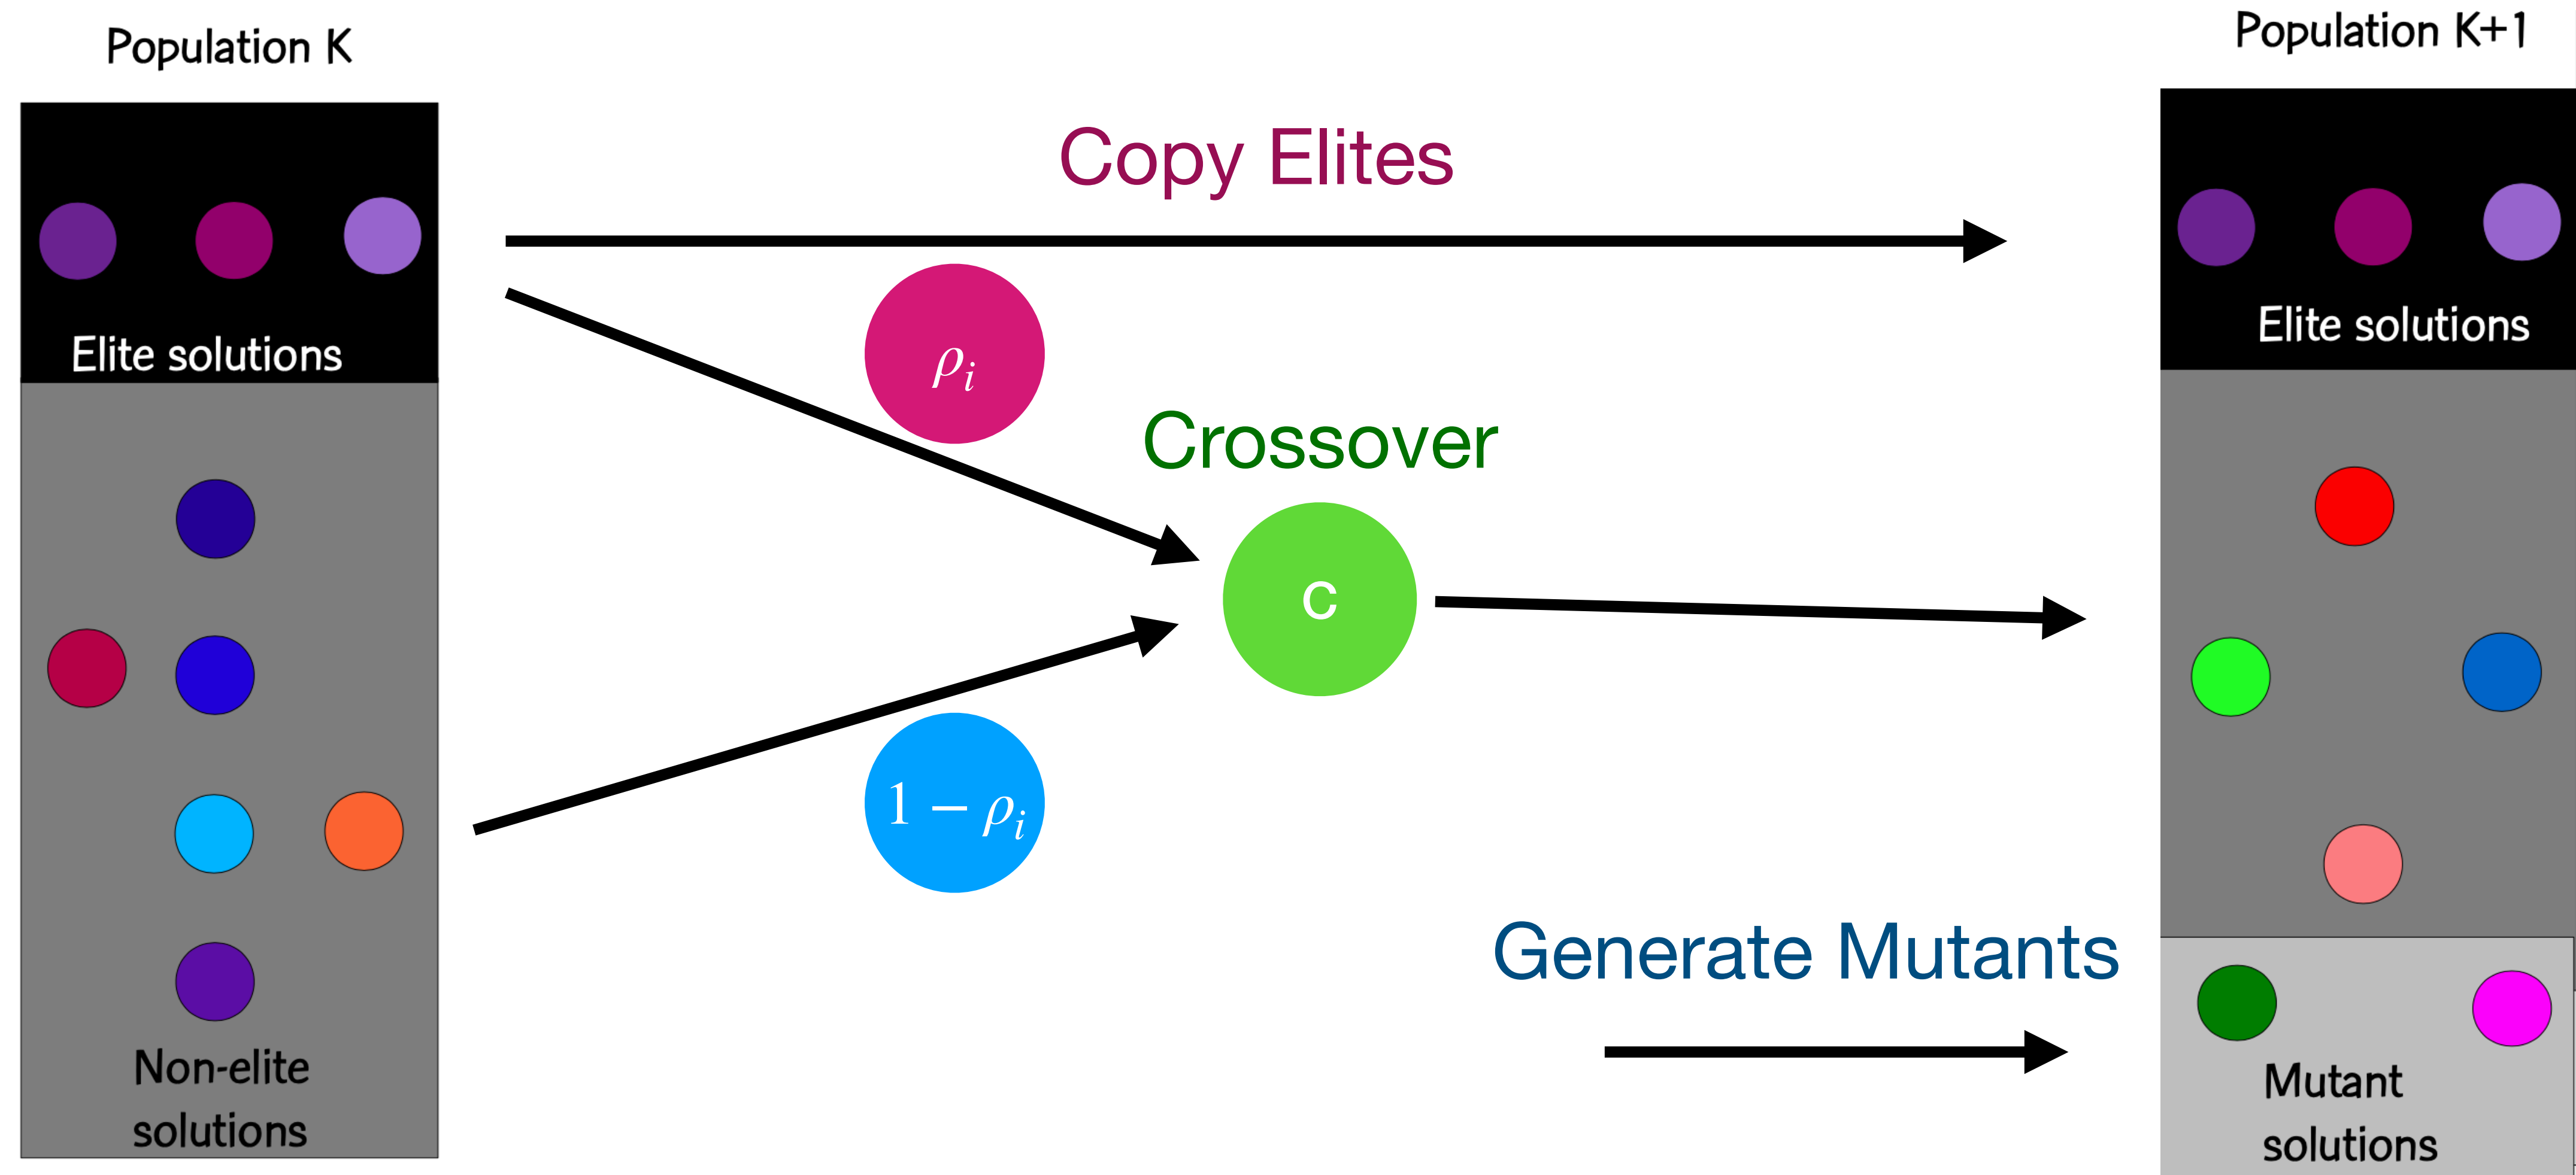 Population K
Population K+1
Copy Elites
Elite solutions
Elite solutions
ρᵢ
Crossover
c
1 − ρᵢ
Generate Mutants
Non-elite
solutions
Mutant
solutions